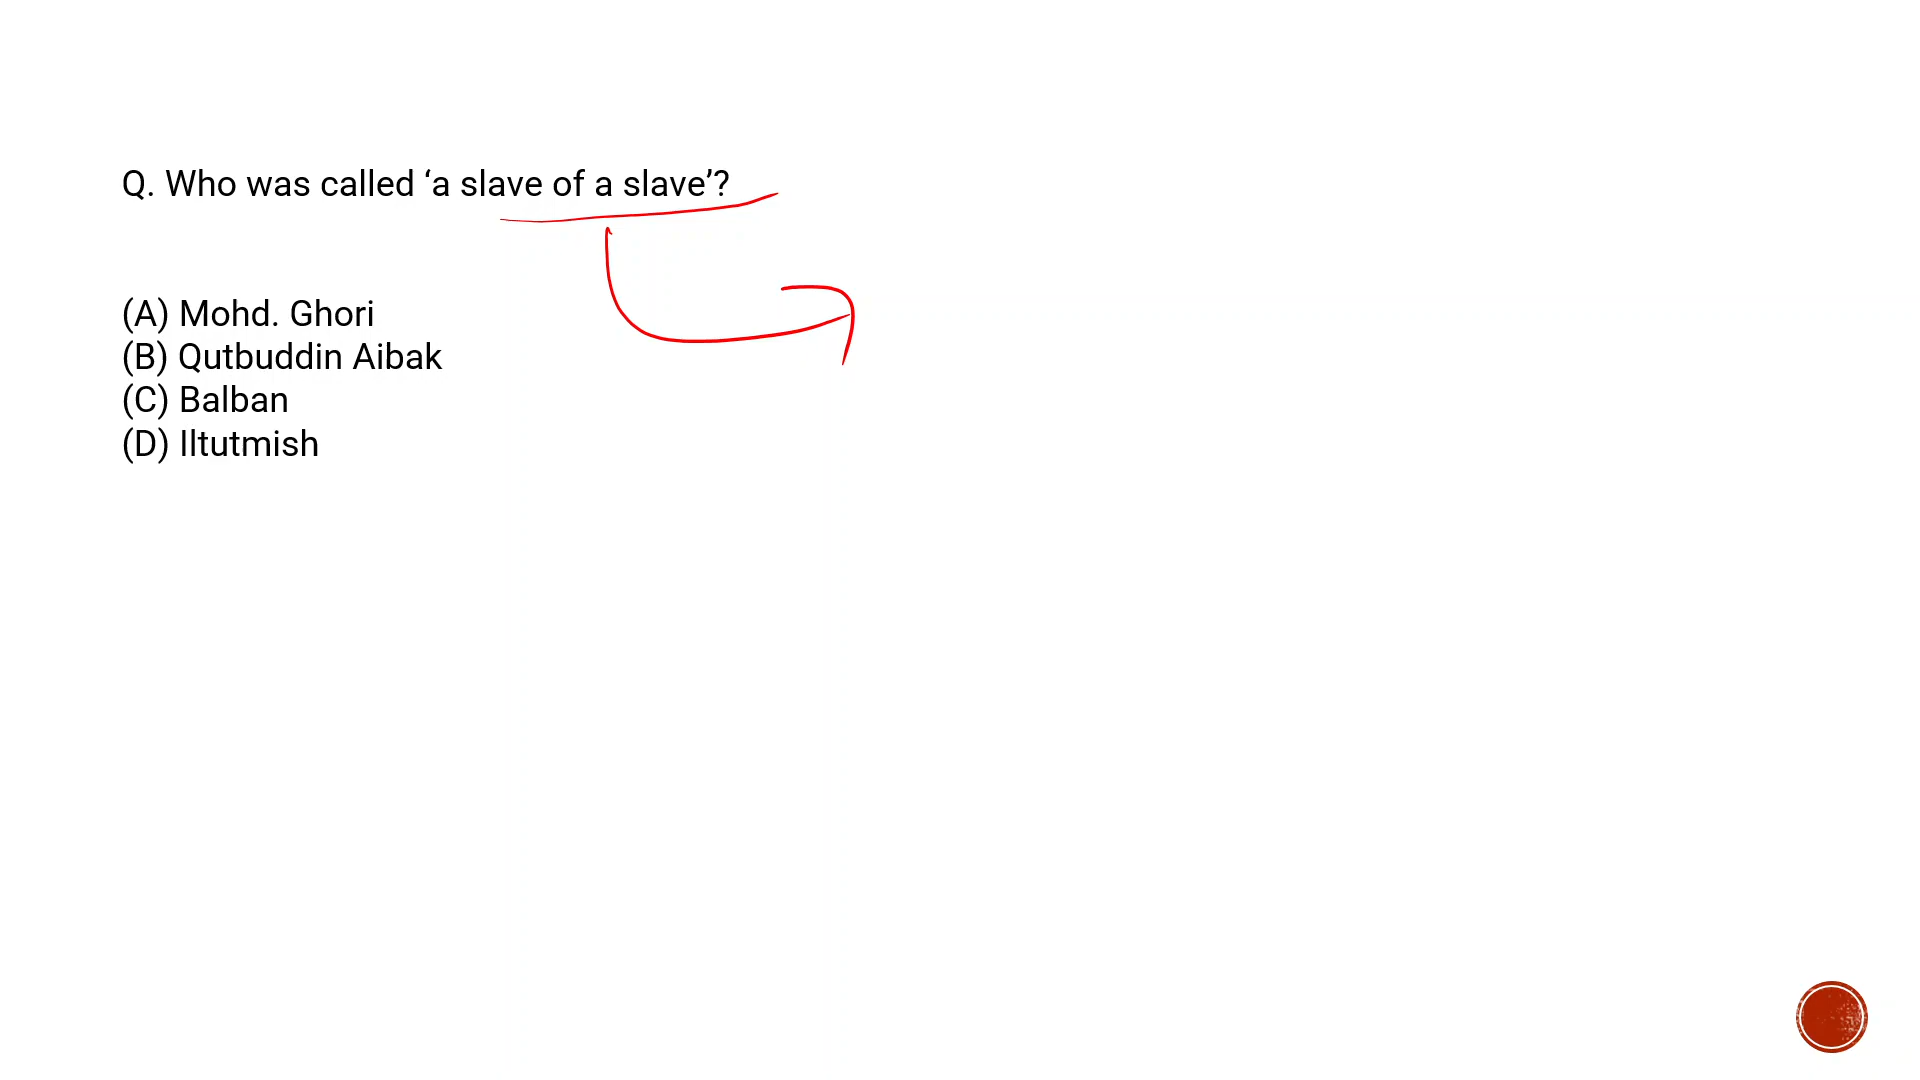 Q. Who was called ‘a slave of a slave’?
(A) Mohd. Ghori
(B) Qutbuddin Aibak
(C) Balban
(D) Iltutmish